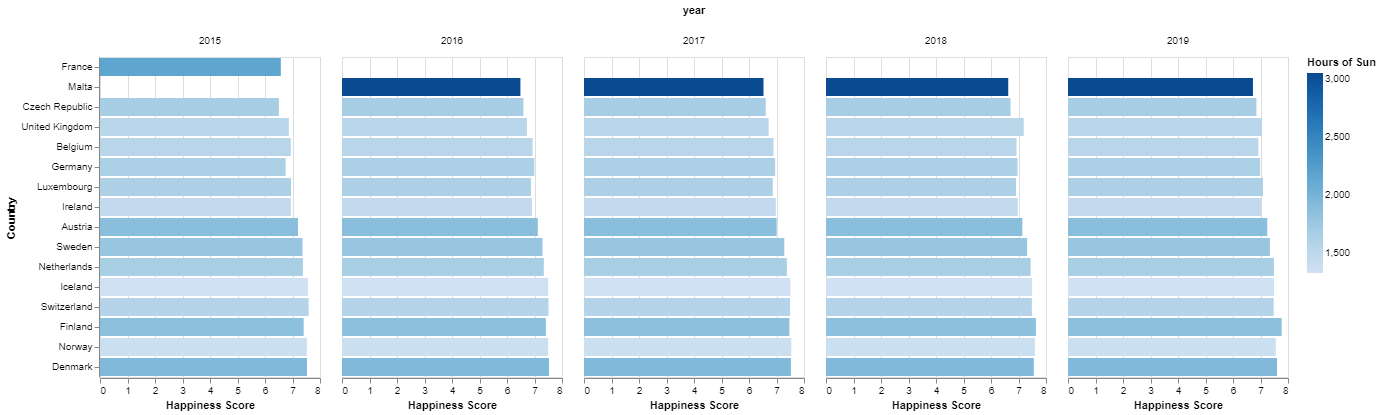 year
2015 2016 2017 2018 2019
Hours of Sun
France
3,000
Malta
Czech Republic
United Kingdom
2,500
Belgium
Germany
Luxembourg
2,000
Ireland
Country
Austria
Sweden
1,500
Netherlands
Iceland
Switzerland
Finland
Norway
Denmark
0 1 2 3 4 5 6 7 8 0 1 2 3 4 5 6 7 8 0 1 2 3 4 5 6 7 8 0 1 2 3 4 5 6 7 8 0 1 2 3 4 5 6 7 8
Happiness Score Happiness Score Happiness Score Happiness Score Happiness Score